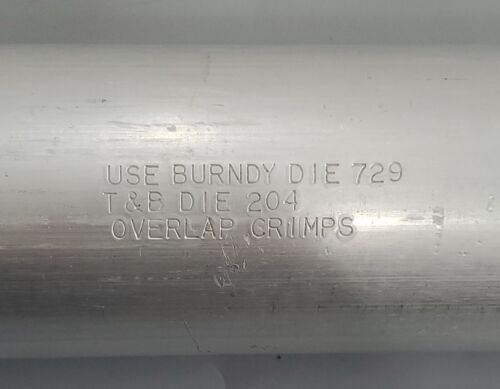 USE BURNDY DIE 729
T & B DIE 204
OVERLAP CRIMPS